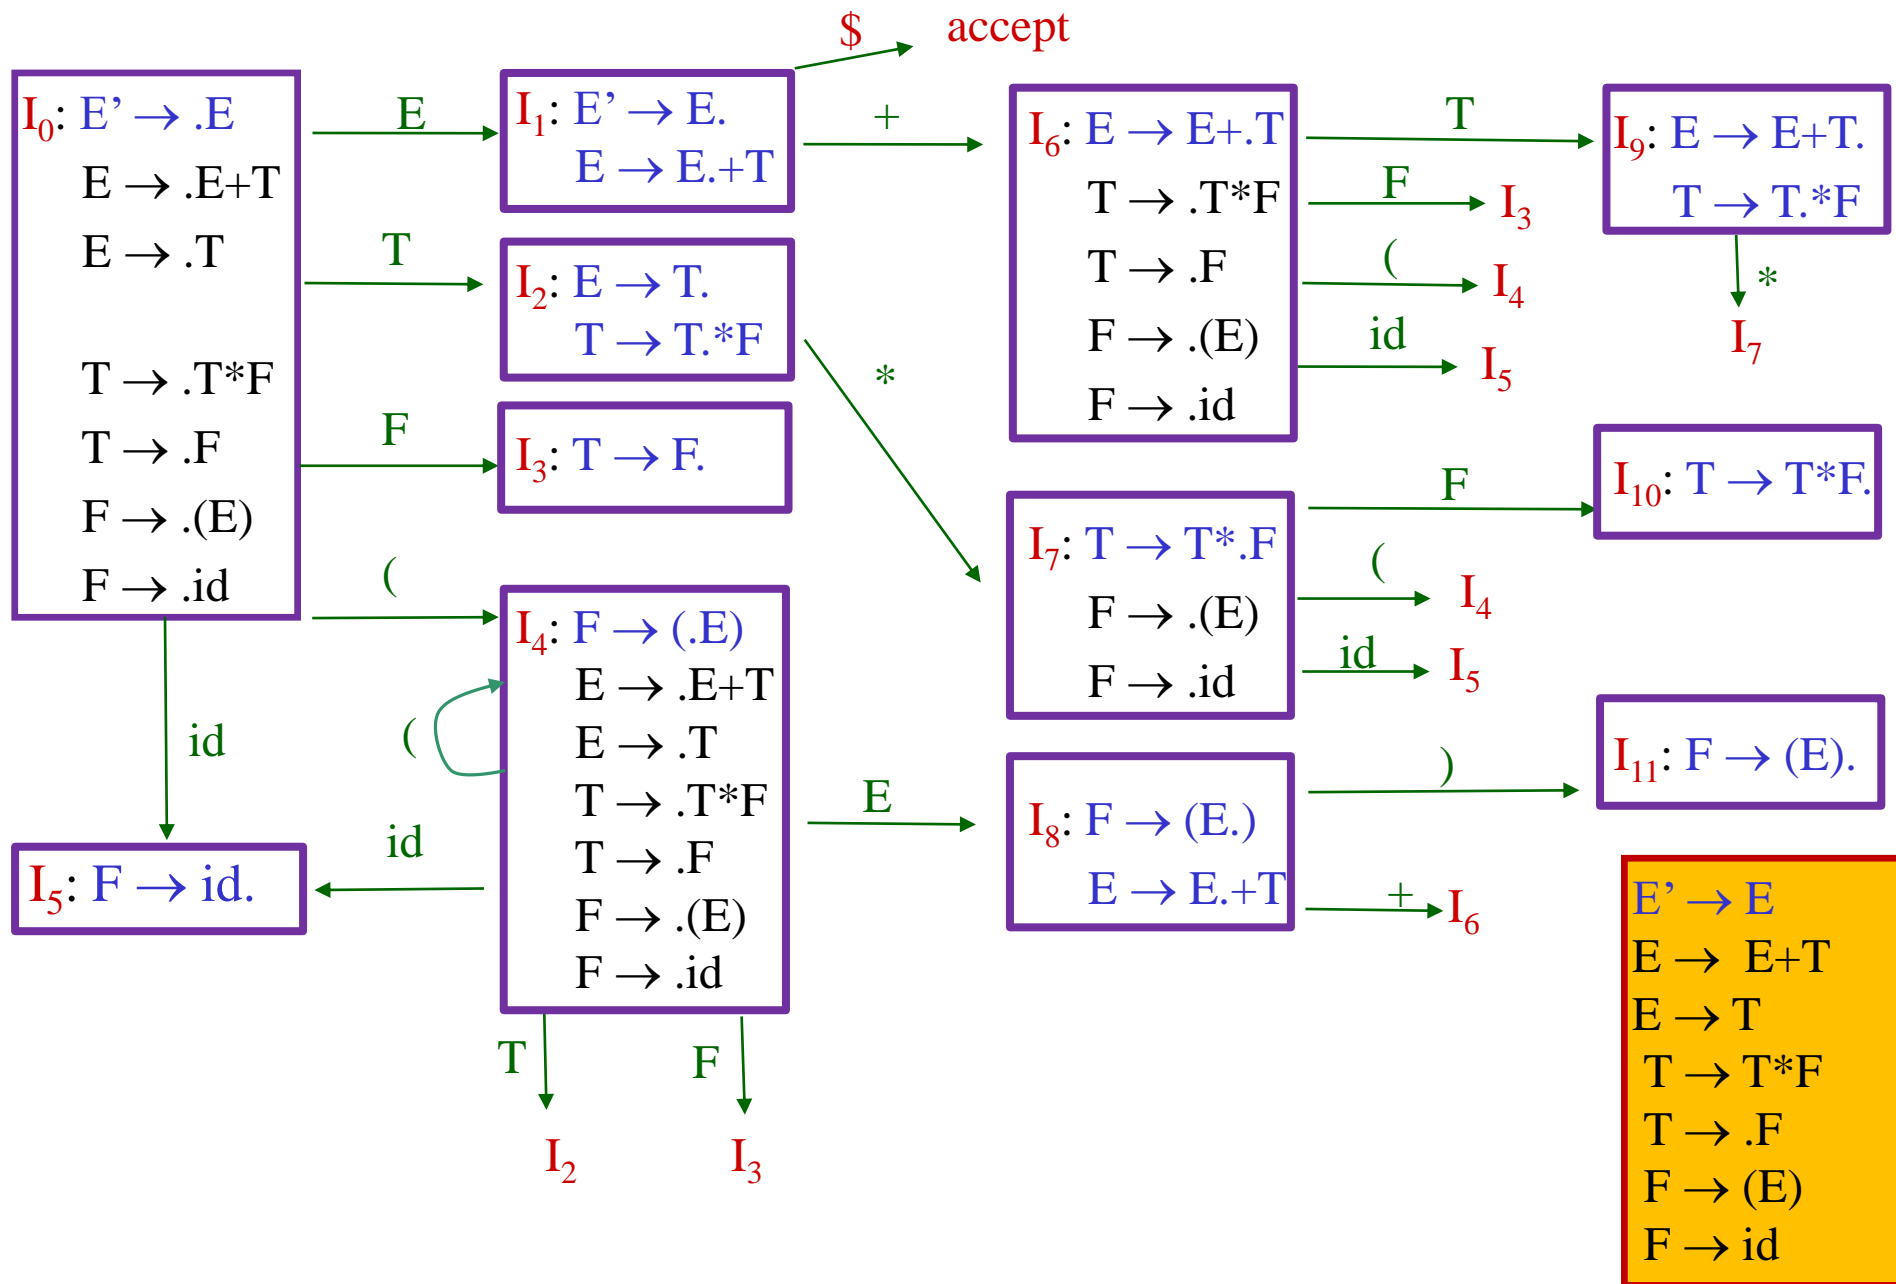 $ accept
I0: E’ → .E
E → .E+T
E → .T
T → .T*F
T → .F
F → .(E)
F → .id
E
T
F
(
id
I1: E’ → E.
E → E.+T
+
I2: E → T.
T → T.*F
*
I3: T → F.
I4: F → (.E)
E → .E+T
E → .T
T → .T*F
T → .F
F → .(E)
F → .id
(
id
E
T
F
I2
I3
I5: F → id.
I6: E → E+.T
T → .T*F
T → .F
F → .(E)
F → .id
T
F I3
( I4
id I5
I7: T → T*.F
F → .(E)
F → .id
F
( I4
id I5
I8: F → (E.)
E → E.+T
)
+ I6
I9: E → E+T.
T → T.*F
*
I7
I10: T → T*F.
I11: F → (E).
E’ → E
E → E+T
E → T
T → T*F
T → .F
F → (E)
F → id